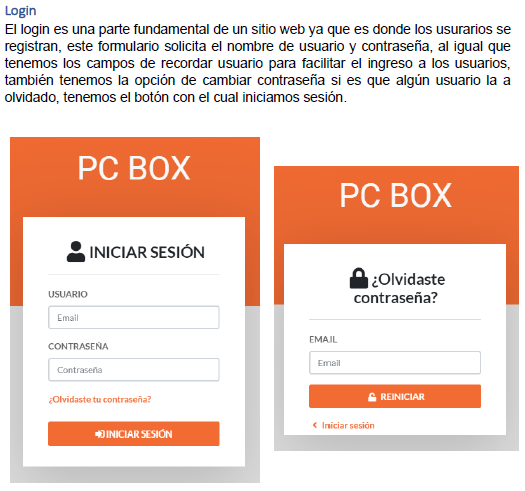 Login
El login es una parte fundamental de un sitio web ya que es donde los usurarios se
registran, este formulario solicita el nombre de usuario y contraseña, al igual que
tenemos los campos de recordar usuario para facilitar el ingreso a los usuarios,
también tenemos la opción de cambiar contraseña si es que algún usuario la a
olvidado, tenemos el botón con el cual iniciamos sesión.
PC BOX
INICIAR SESIÓN
USUARIO
Email
CONTRASEÑA
Contraseña
¿Olvidaste tu contraseña?
INICIAR SESIÓN
PC BOX
¿Olvidaste
contraseña?
EMAIL
Email
REINICIAR
Iniciar sesión